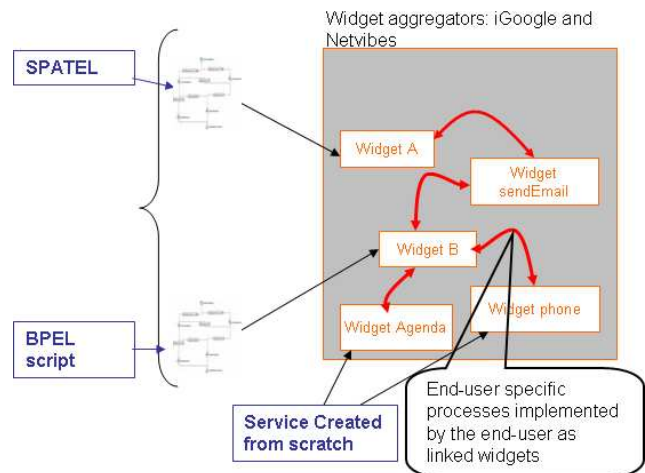 Widget aggregators: iGoogle and
Netvibes
SPATEL
Widget A
Widget
sendEmail
Widget B
Widget Agenda
Widget phone
BPEL
script
Service Created
from scratch
End-user specific
processes implemented
by the end-user as
linked widgets